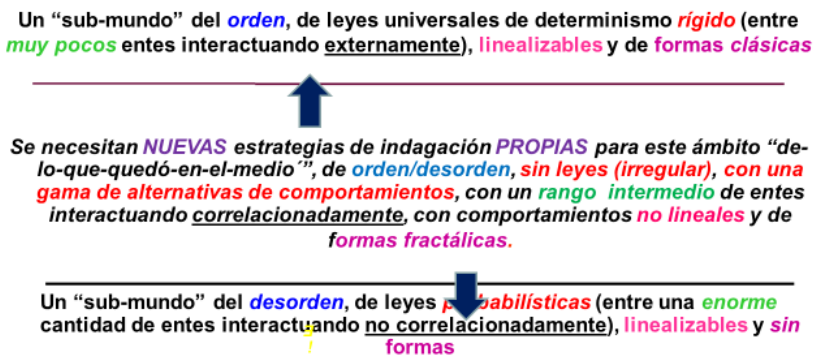 Un “sub-mundo” del orden, de leyes universales de determinismo rígido (entre
muy pocos entes interactuando externamente), linealizables y de formas clásicas
Se necesitan NUEVAS estrategias de indagación PROPIAS para este ámbito “de-
lo-que-quedó-en-el-medio´”, de orden/desorden, sin leyes (irregular), con una
gama de alternativas de comportamientos, con un rango intermedio de entes
interactuando correlacionadamente, con comportamientos no lineales y de
formas fractálicas.
Un “sub-mundo” del desorden, de leyes probabilísticas (entre una enorme
cantidad de entes interactuando no correlacionadamente), linealizables y sin
formas